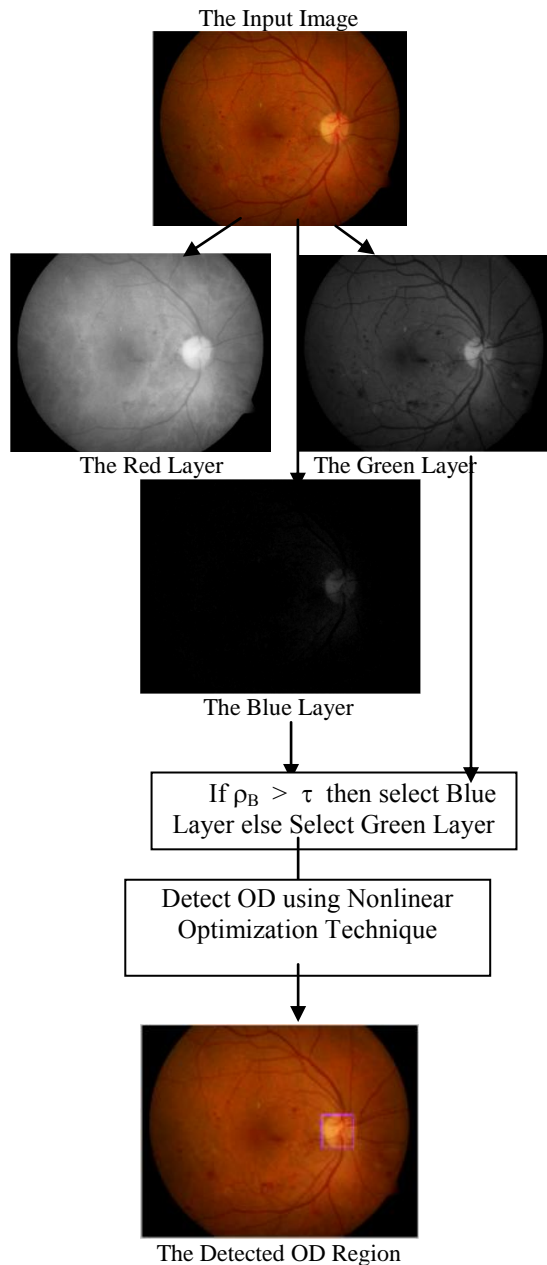 The Input Image
The Red Layer
The Green Layer
The Blue Layer
If ρB > τ then select Blue
Layer else Select Green Layer
Detect OD using Nonlinear
Optimization Technique
The Detected OD Region